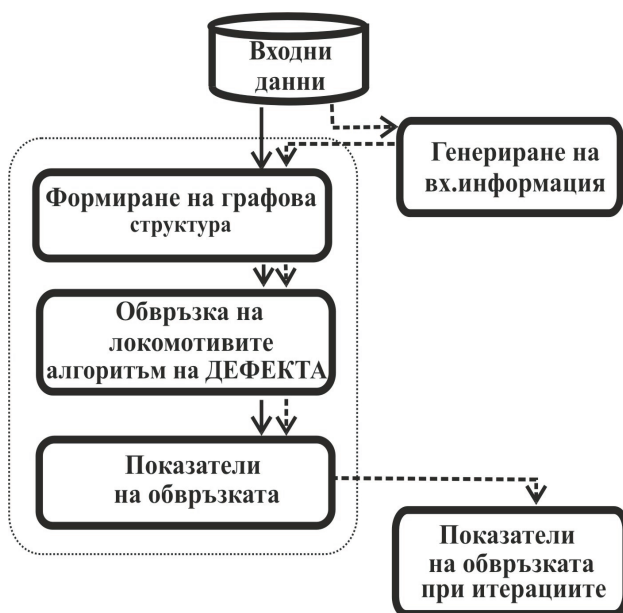 Входни
данни
Генериране на
вх.информация
Формиране на графова
структура
Обвръзка на
локомотивите
алгоритъм на ДЕФЕКТА
Показатели
на обвръзката
Показатели
на обвръзката
при итерациите